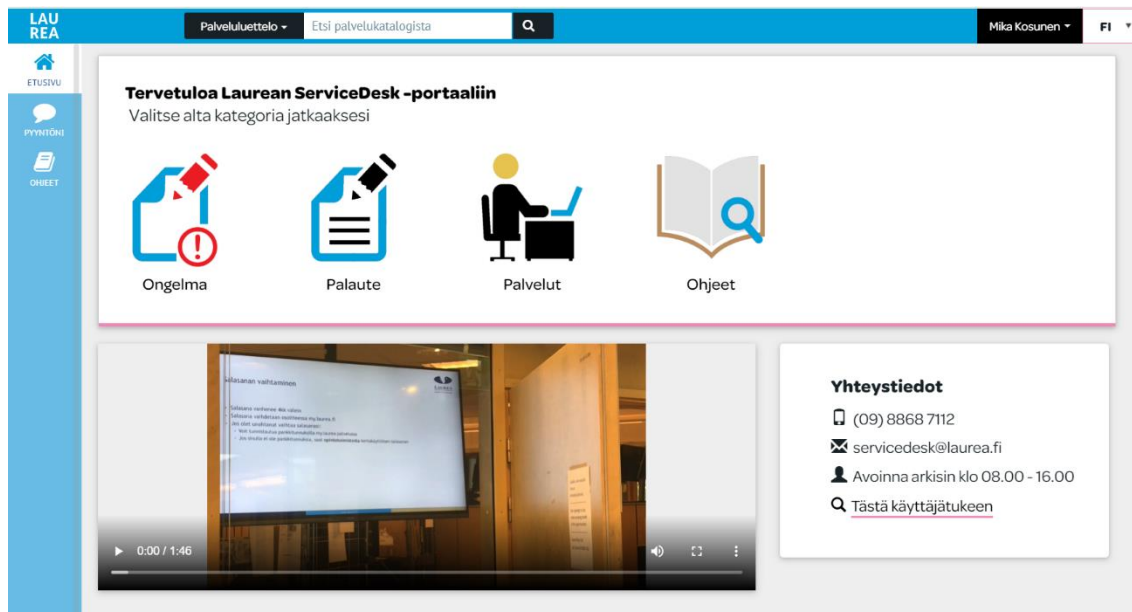 LAU
REA
Palveluluettelo
Etsi palvelukatalogista
Mika Kosunen
FI
ETUSIVU
PYYNTÖNI
OHJEET
Tervetuloa Laurean ServiceDesk -portaaliin
Valitse alta kategoria jatkaaksesi
Ongelma
Palaute
Palvelut
Ohjeet
Salasanan vaihtaminen
LAUREA
0:00 / 1:46
Yhteystiedot
(09) 8868 7112
servicedesk@laurea.fi
Avoinna arkisin klo 08.00 - 16.00
Tästä käyttäjätukeen